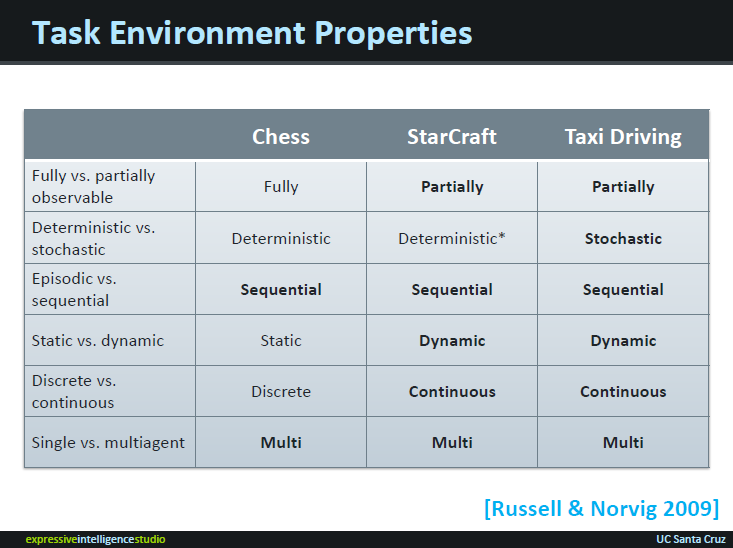 Task Environment Properties
Chess StarCraft Taxi Driving
Fully vs. partially
observable
Fully Partially Partially
Deterministic vs.
stochastic
Deterministic Deterministic* Stochastic
Episodic vs.
sequential
Sequential Sequential Sequential
Static vs. dynamic Static Dynamic Dynamic
Discrete vs.
continuous
Discrete Continuous Continuous
Single vs. multiagent Multi Multi Multi
[Russell & Norvig 2009]
expressiveintelligencestudio UC Santa Cruz